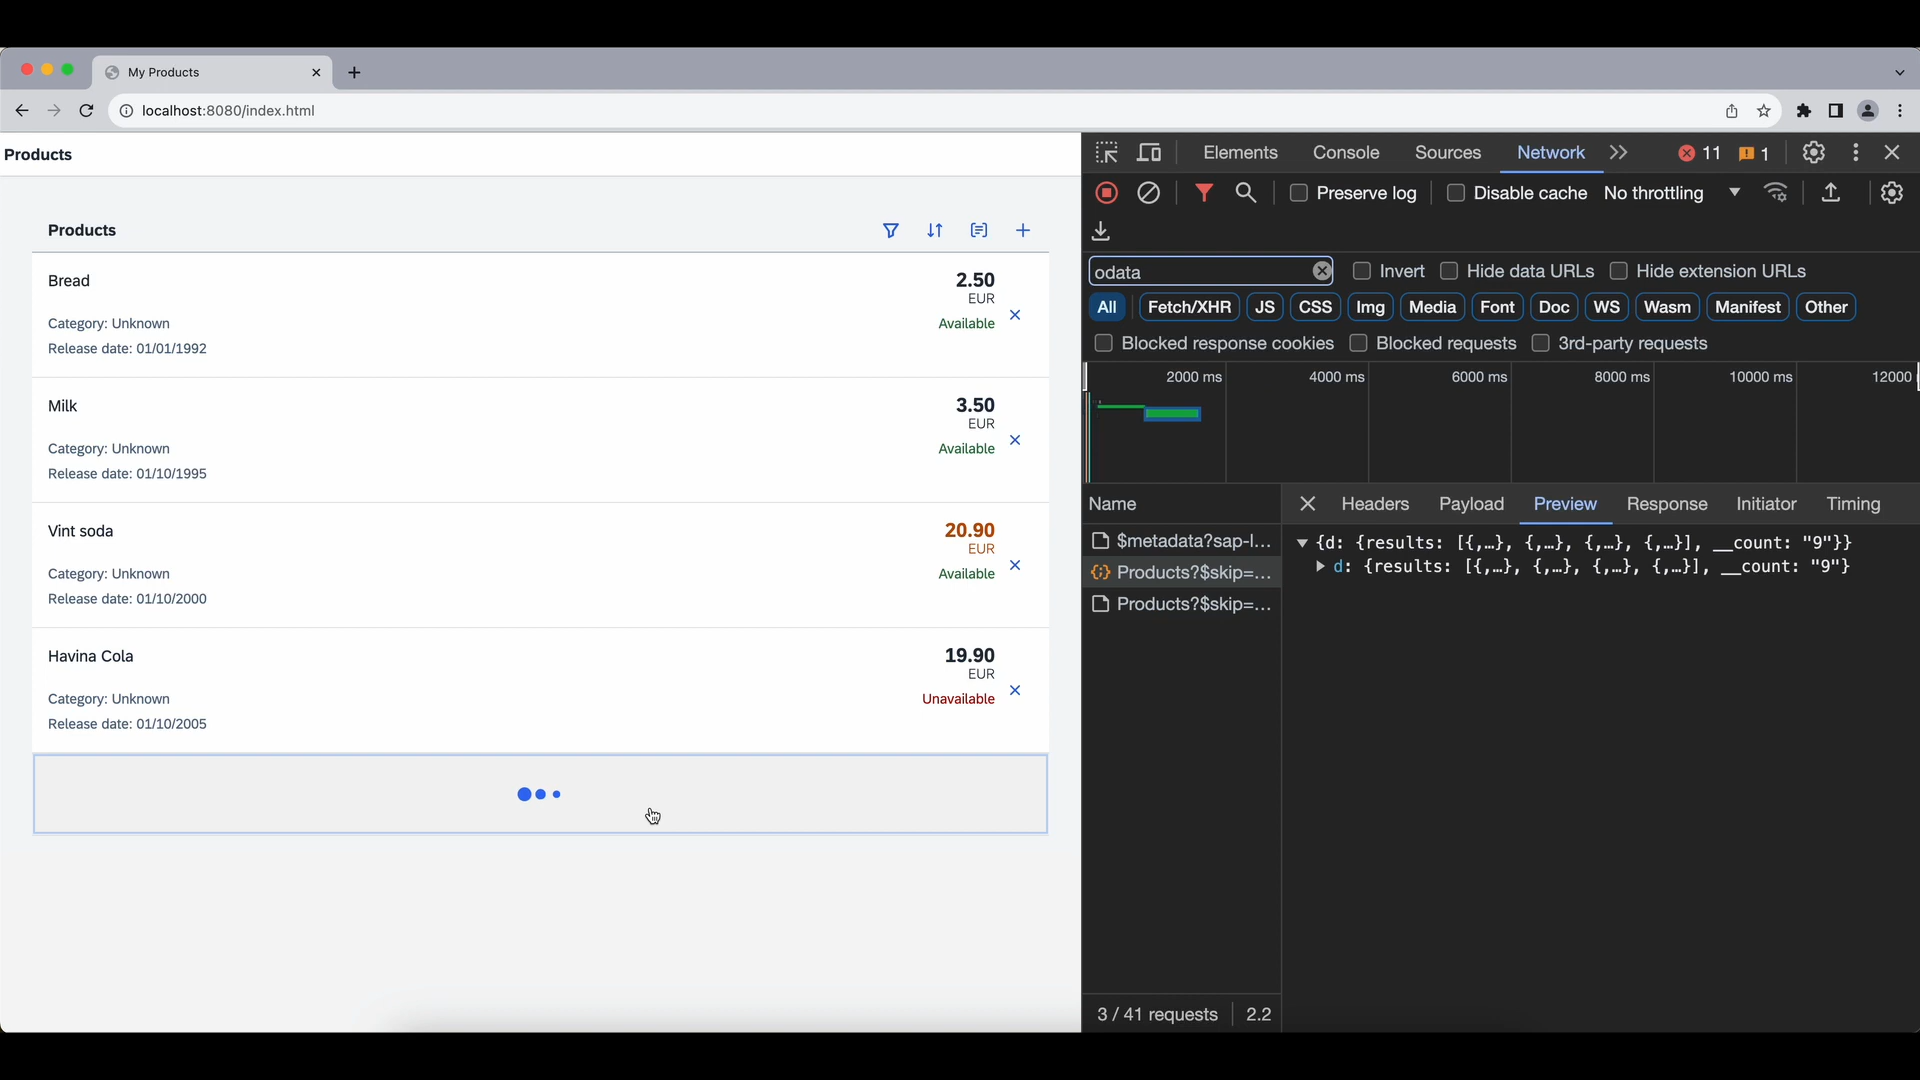 My Products
localhost:8080/index.html
Products
Products
Bread
2.50
EUR
Category: Unknown
Available
Release date: 01/01/1992
Milk
3.50
EUR
Category: Unknown
Available
Release date: 01/10/1995
Vint soda
20.90
EUR
Category: Unknown
Available
Release date: 01/10/2000
Havina Cola
19.90
EUR
Category: Unknown
Unavailable
Release date: 01/10/2005
Elements Console Sources Network 11 1
Preserve log Disable cache No throttling
odata Invert Hide data URLs Hide extension URLs
All Fetch/XHR JS CSS Img Media Font Doc WS Wasm Manifest Other
Blocked response cookies Blocked requests 3rd-party requests
2000 ms 4000 ms 6000 ms 8000 ms 10000 ms 12000
Name Headers Payload Preview Response Initiator Timing
$metadata?sap-l...
Products?$skip=...
Products?$skip=...
{d: {results: [{,…}, {,…}, {,…}, {,…}], __count: "9"}}
d: {results: [{,…}, {,…}, {,…}, {,…}], __count: "9"}
3 / 41 requests 2.2